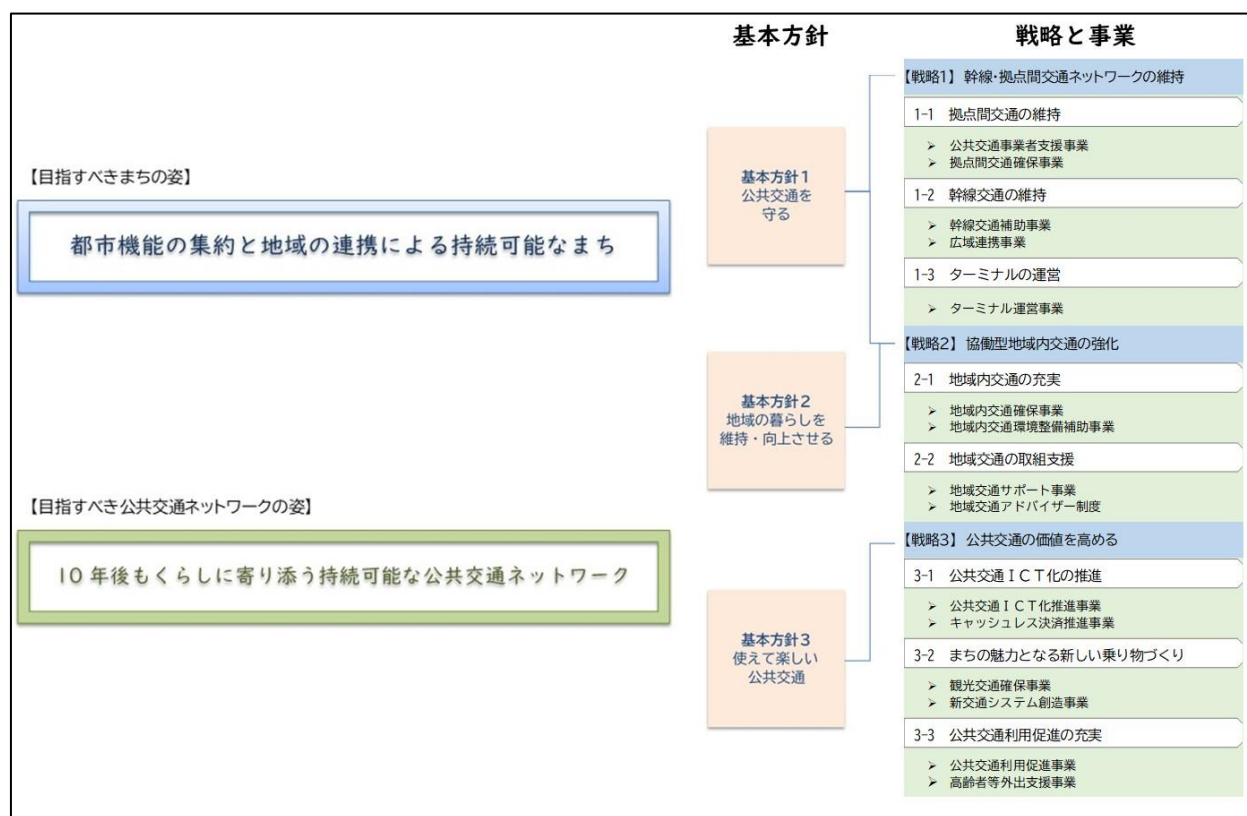 基本方針
戦略と事業
【目指すべきまちの姿】
都市機能の集約と地域の連携による持続可能なまち
【目指すべき公共交通ネットワークの姿】
10年後もくらしに寄り添う持続可能な公共交通ネットワーク
基本方針1
公共交通を
守る
基本方針2
地域の暮らしを
維持・向上させる
基本方針3
使えて楽しい
公共交通
【戦略1】 幹線・拠点間交通ネットワークの維持
1-1 拠点間交通の維持
➢ 公共交通事業者支援事業
➢ 拠点間交通確保事業
1-2 幹線交通の維持
➢ 幹線交通補助事業
➢ 広域連携事業
1-3 ターミナルの運営
➢ ターミナル運営事業
【戦略2】 協働型地域内交通の強化
2-1 地域内交通の充実
➢ 地域内交通確保事業
➢ 地域内交通環境整備補助事業
2-2 地域交通の取組支援
➢ 地域交通サポート事業
➢ 地域交通アドバイザー制度
【戦略3】 公共交通の価値を高める
3-1 公共交通ICT化の推進
➢ 公共交通ICT化推進事業
➢ キャッシュレス決済推進事業
3-2 まちの魅力となる新しい乗り物づくり
➢ 観光交通確保事業
➢ 新交通システム創造事業
3-3 公共交通利用促進の充実
➢ 公共交通利用促進事業
➢ 高齢者等外出支援事業